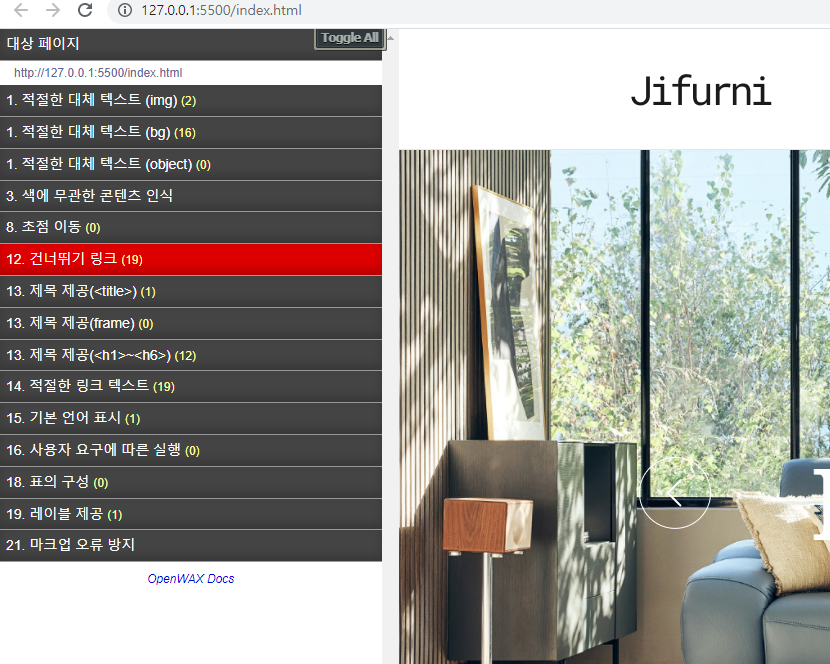 127.0.0.1:5500/index.html
대상 페이지
Toggle All
http://127.0.0.1:5500/index.html
1. 적절한 대체 텍스트 (img) (2)
1. 적절한 대체 텍스트 (bg) (16)
1. 적절한 대체 텍스트 (object) (0)
3. 색에 무관한 콘텐츠 인식
8. 초점 이동 (0)
12. 건너뛰기 링크 (19)
13. 제목 제공(<title>) (1)
13. 제목 제공(frame) (0)
13. 제목 제공(<h1>~<h6>) (12)
14. 적절한 링크 텍스트 (19)
15. 기본 언어 표시 (1)
16. 사용자 요구에 따른 실행 (0)
18. 표의 구성 (0)
19. 레이블 제공 (1)
21. 마크업 오류 방지
OpenWAX Docs
Jifurni